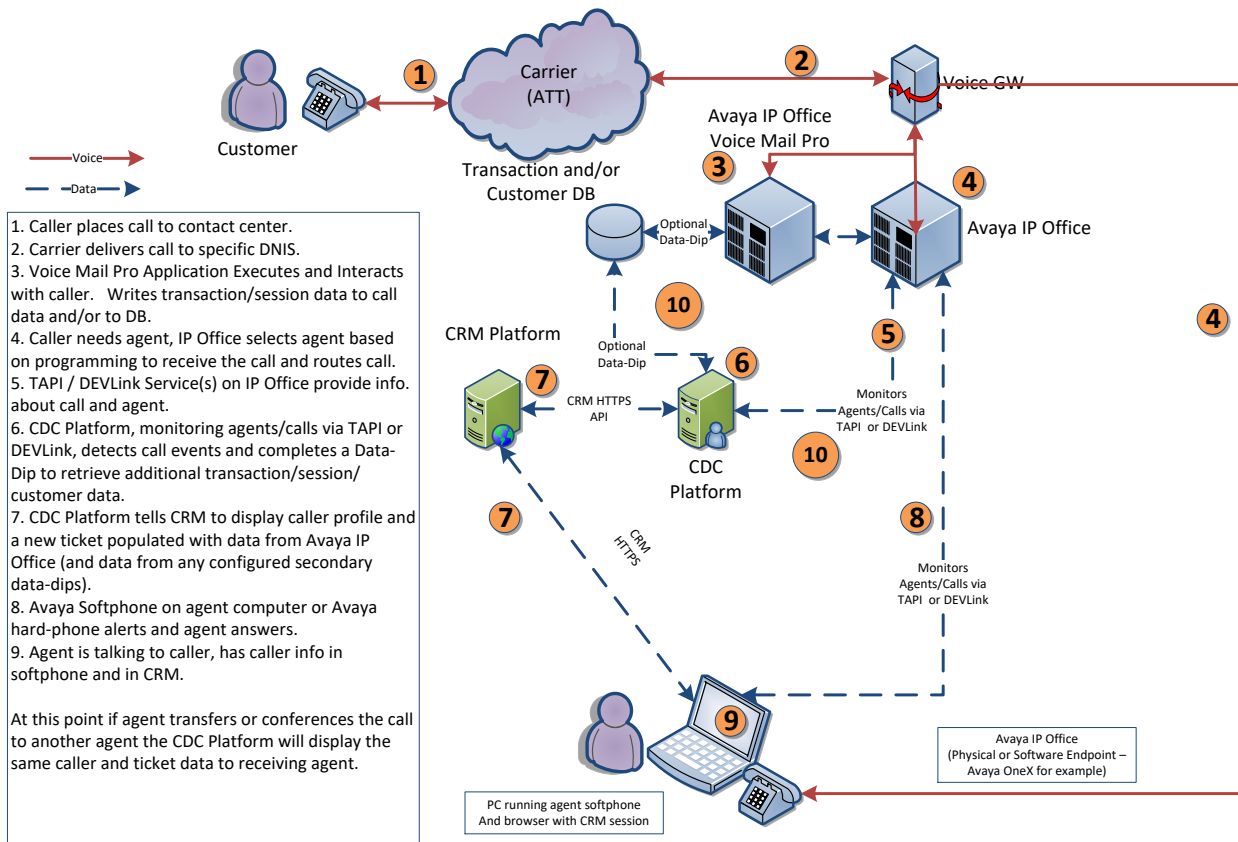 1
2
Carrier
(ATT)
Voice GW
Avaya IP Office
Voice Mail Pro
Customer
Voice
Data
Transaction and/or
Customer DB
3
4
Optional
Data-Dip
Avaya IP Office
1. Caller places call to contact center.
2. Carrier delivers call to specific DNIS.
3. Voice Mail Pro Application Executes and Interacts
with caller.   Writes transaction/session data to call
data and/or to DB.
4. Caller needs agent, IP Office selects agent based
on programming to receive the call and routes call.
5. TAPI / DEVLink Service(s) on IP Office provide info.
about call and agent.
6. CDC Platform, monitoring agents/calls via TAPI or
DEVLink, detects call events and completes a Data-
Dip to retrieve additional transaction/session/
customer data.
7. CDC Platform tells CRM to display caller profile and
a new ticket populated with data from Avaya IP
Office (and data from any configured secondary
data-dips).
8. Avaya Softphone on agent computer or Avaya
hard-phone alerts and agent answers.
9. Agent is talking to caller, has caller info in
softphone and in CRM.
At this point if agent transfers or conferences the call
to another agent the CDC Platform will display the
same caller and ticket data to receiving agent.
10
4
5
CRM Platform
Optional
Data-Dip
6
7
CRM HTTPS
API
Monitors
Agents/Calls via
TAPI  or DEVLink
10
CDC
Platform
7
8
CRM
HTTPS
Monitors
Agents/Calls via
TAPI  or DEVLink
9
Avaya IP Office
(Physical or Software Endpoint –
Avaya OneX for example)
PC running agent softphone
And browser with CRM session